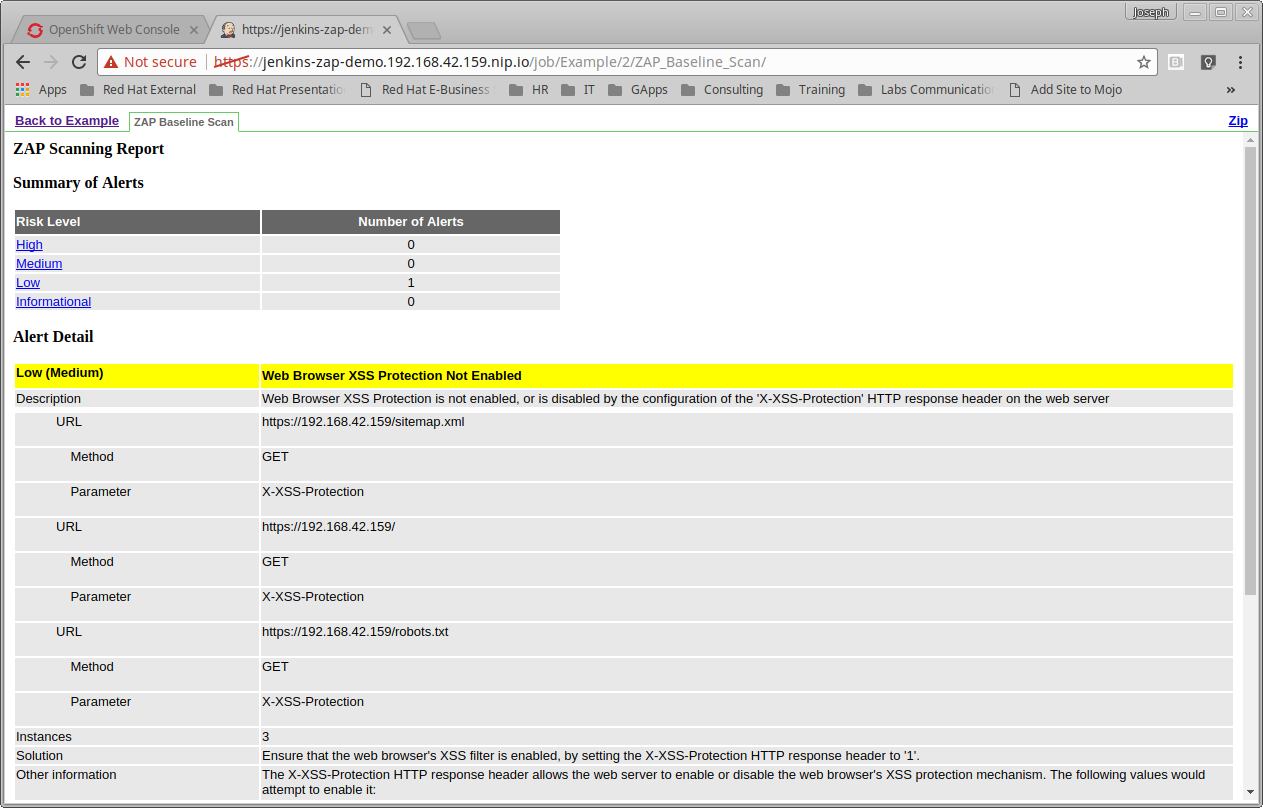 Joseph
OpenShift Web Console
https://jenkins-zap-dem
Not secure https://jenkins-zap-demo.192.168.42.159.nip.io/job/Example/2/ZAP_Baseline_Scan/
Apps Red Hat External Red Hat Presentatio Red Hat E-Business HR IT GApps Consulting Training Labs Communicatio Add Site to Mojo »
Back to Example ZAP Baseline Scan Zip
ZAP Scanning Report
Summary of Alerts
Risk Level Number of Alerts
High 0
Medium 0
Low 1
Informational 0
Alert Detail
Low (Medium) Web Browser XSS Protection Not Enabled
Description Web Browser XSS Protection is not enabled, or is disabled by the configuration of the 'X-XSS-Protection' HTTP response header on the web server
URL https://192.168.42.159/sitemap.xml
Method GET
Parameter X-XSS-Protection
URL https://192.168.42.159/
Method GET
Parameter X-XSS-Protection
URL https://192.168.42.159/robots.txt
Method GET
Parameter X-XSS-Protection
Instances 3
Solution Ensure that the web browser's XSS filter is enabled, by setting the X-XSS-Protection HTTP response header to '1'.
Other information The X-XSS-Protection HTTP response header allows the web server to enable or disable the web browser's XSS protection mechanism. The following values would
attempt to enable it: